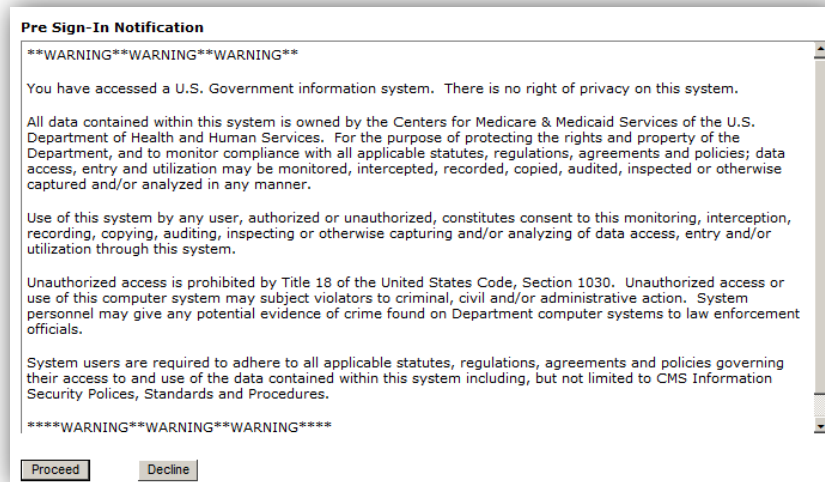 Pre Sign-In Notification
**WARNING**WARNING**WARNING**
You have accessed a U.S. Government information system.  There is no right of privacy on this system.
All data contained within this system is owned by the Centers for Medicare & Medicaid Services of the U.S.
Department of Health and Human Services.  For the purpose of protecting the rights and property of the
Department, and to monitor compliance with all applicable statutes, regulations, agreements and policies; data
access, entry and utilization may be monitored, intercepted, recorded, copied, audited, inspected or otherwise
captured and/or analyzed in any manner.
Use of this system by any user, authorized or unauthorized, constitutes consent to this monitoring, interception,
recording, copying, auditing, inspecting or otherwise capturing and/or analyzing of data access, entry and/or
utilization through this system.
Unauthorized access is prohibited by Title 18 of the United States Code, Section 1030.  Unauthorized access or
use of this computer system may subject violators to criminal, civil and/or administrative action.  System
personnel may give any potential evidence of crime found on Department computer systems to law enforcement
officials.
System users are required to adhere to all applicable statutes, regulations, agreements and policies governing
their access to and use of the data contained within this system including, but not limited to CMS Information
Security Polices, Standards and Procedures.
****WARNING**WARNING**WARNING****
Proceed
Decline